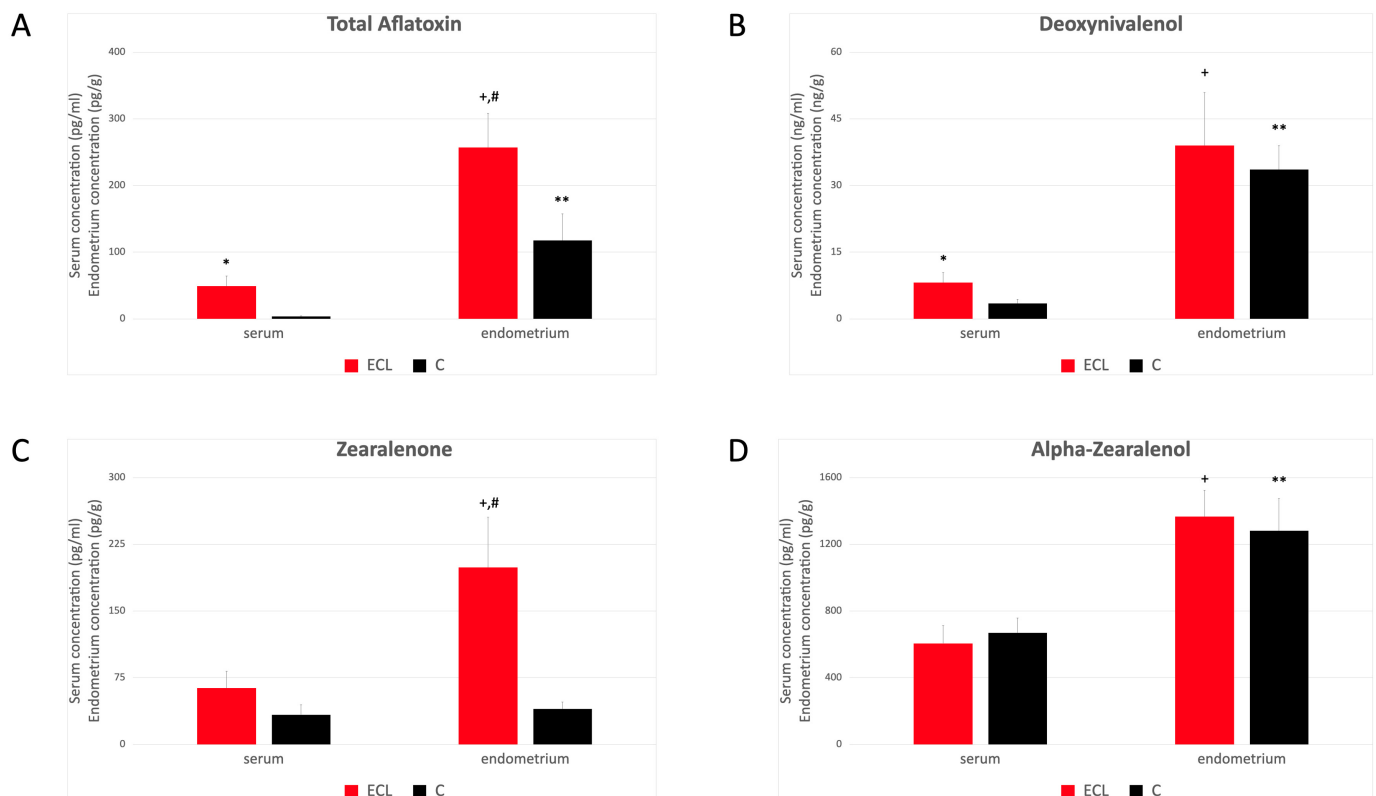 A
Total Aflatoxin
Serum concentration (pg/ml)
Endometrium concentration (pg/g)
400
300
200
100
0
*
+,#
**
serum
endometrium
ECL
C
B
Deoxynivalenol
Serum concentration (ng/ml)
Endometrium concentration (ng/g)
60
45
30
15
0
*
+
**
serum
endometrium
ECL
C
C
Zearalenone
Serum concentration (pg/ml)
Endometrium concentration (pg/g)
300
225
150
75
0
+,#
serum
endometrium
ECL
C
D
Alpha-Zearalenol
Serum concentration (pg/ml)
Endometrium concentration (pg/g)
1600
1200
800
400
0
+
**
serum
endometrium
ECL
C